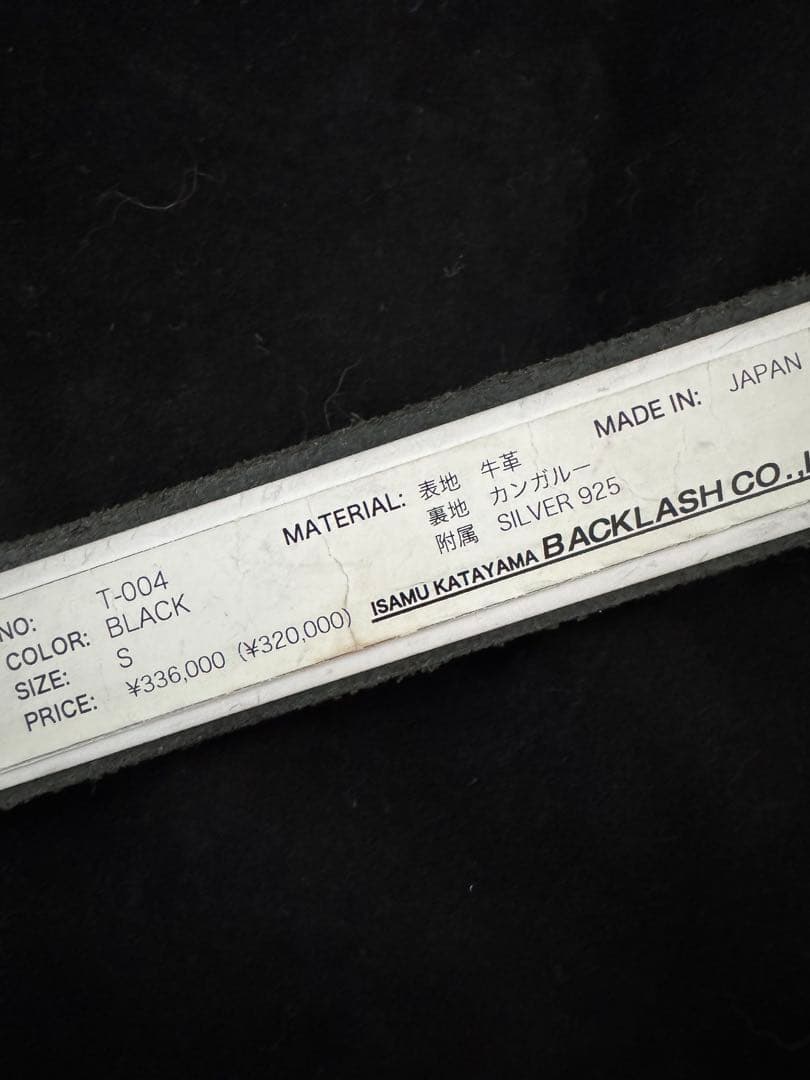 NO: T-004
COLOR: BLACK
SIZE: S
PRICE: ¥336,000 (¥320,000)
MATERIAL: 表地 牛革
裏地 カンガルー
附属 SILVER 925
MADE IN: JAPAN
ISAMU KATAYAMA BACKLASH CO.,